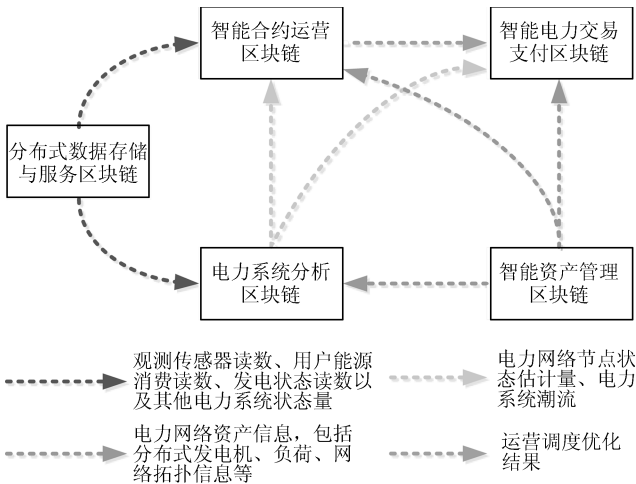 智能合约运营
区块链
智能电力交易
支付区块链
分布式数据存储
与服务区块链
电力系统分析
区块链
智能资产管理
区块链
观测传感器读数、用户能源
消费读数、发电状态读数以
及其他电力系统状态量
电力网络节点状
态估计量、电力
系统潮流
电力网络资产信息，包括
分布式发电机、负荷、网
络拓扑信息等
运营调度优化
结果